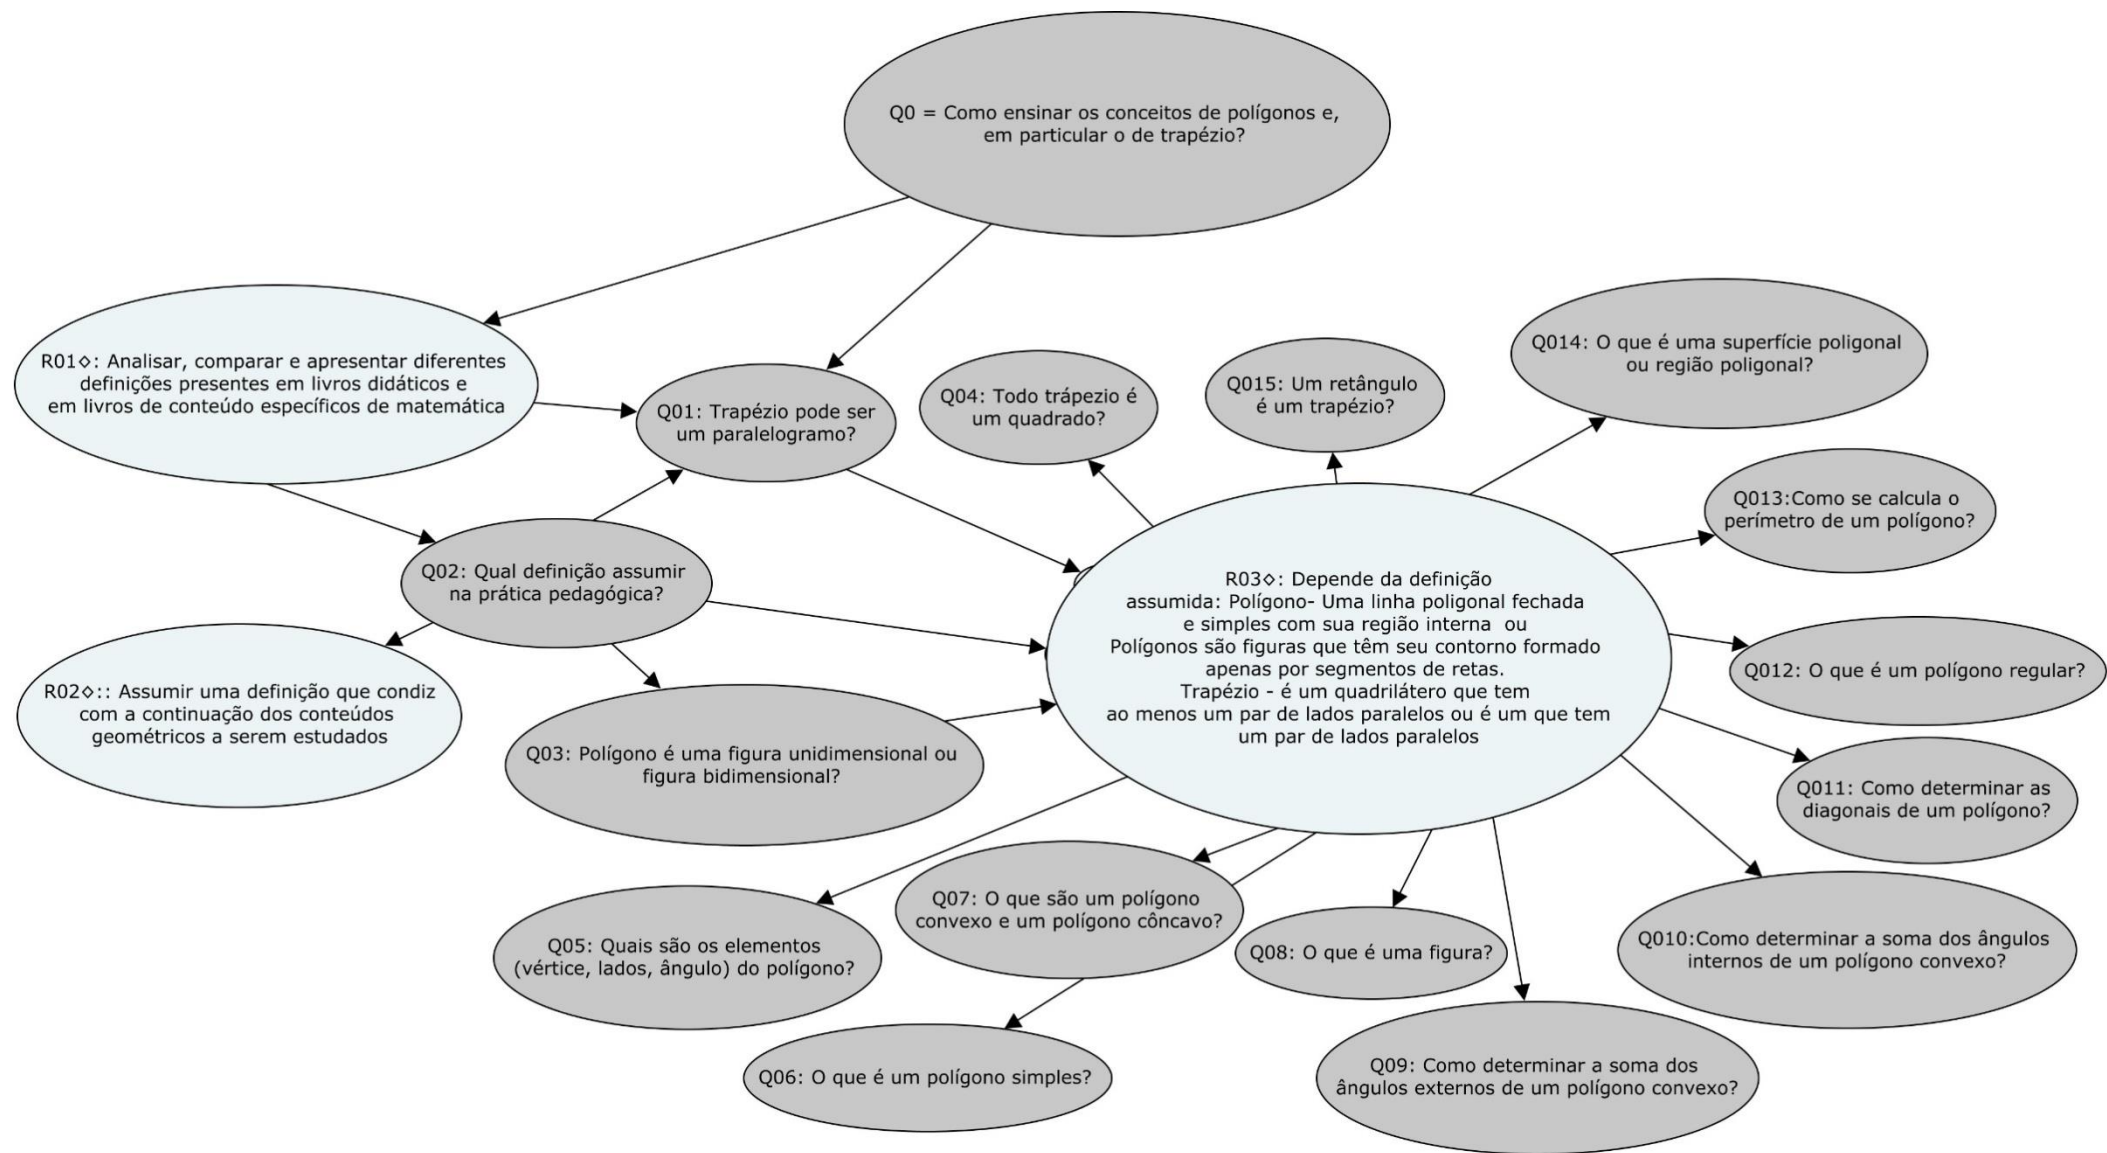 Q0 = Como ensinar os conceitos de polígonos e,
em particular o de trapézio?
R01◇: Analisar, comparar e apresentar diferentes
definições presentes em livros didáticos e
em livros de conteúdo específicos de matemática
Q01: Trapézio pode ser
um paralelogramo?
Q04: Todo trápezio é
um quadrado?
Q015: Um retângulo
é um trapézio?
Q014: O que é uma superfície poligonal
ou região poligonal?
Q013:Como se calcula o
perímetro de um polígono?
Q02: Qual definição assumir
na prática pedagógica?
R03◇: Depende da definição
assumida: Polígono- Uma linha poligonal fechada
e simples com sua região interna ou
Polígonos são figuras que têm seu contorno formado
apenas por segmentos de retas.
Trapézio - é um quadrilátero que tem
ao menos um par de lados paralelos ou é um que tem
um par de lados paralelos
Q012: O que é um polígono regular?
R02◇:: Assumir uma definição que condiz
com a continuação dos conteúdos
geométricos a serem estudados
Q03: Polígono é uma figura unidimensional ou
figura bidimensional?
Q011: Como determinar as
diagonais de um polígono?
Q07: O que são um polígono
convexo e um polígono côncavo?
Q05: Quais são os elementos
(vértice, lados, ângulo) do polígono?
Q08: O que é uma figura?
Q010:Como determinar a soma dos ângulos
internos de um polígono convexo?
Q06: O que é um polígono simples?
Q09: Como determinar a soma dos
ângulos externos de um polígono convexo?